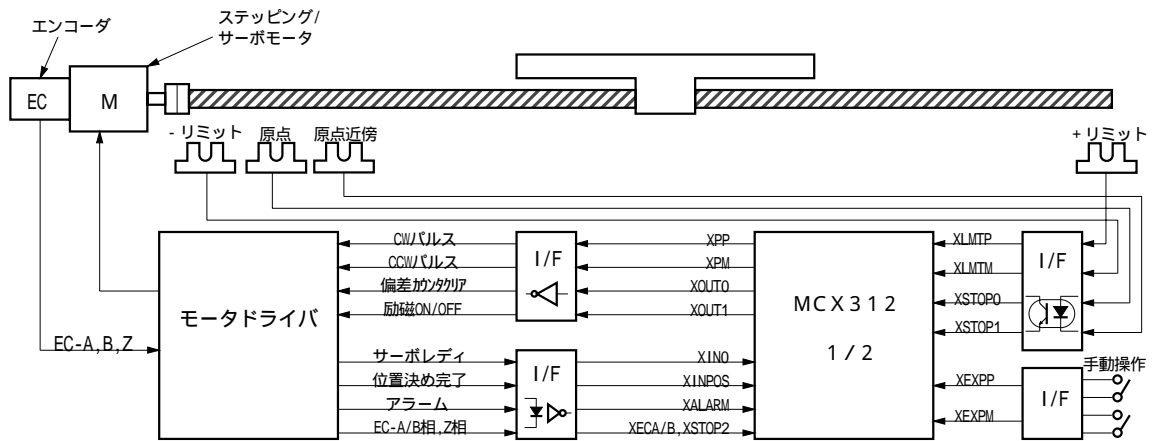 エンコーダ
ステッピング/
サーボモータ
EC
M
- リミット
原点
原点近傍
+ リミット
CWパルス
CCWパルス
偏差カウンタクリア
励磁ON/OFF
I/F
XPP
XPM
XOUT0
XOUT1
モータドライバ
EC-A,B,Z
サーボレディ
位置決め完了
アラーム
EC-A/B相,Z相
I/F
XIN0
XINPOS
XALARM
XECA/B,XSTOP2
MCX312
1/2
XLMTP
XLMTM
XSTOP0
XSTOP1
I/F
XEXPP
XEXPM
I/F
手動操作